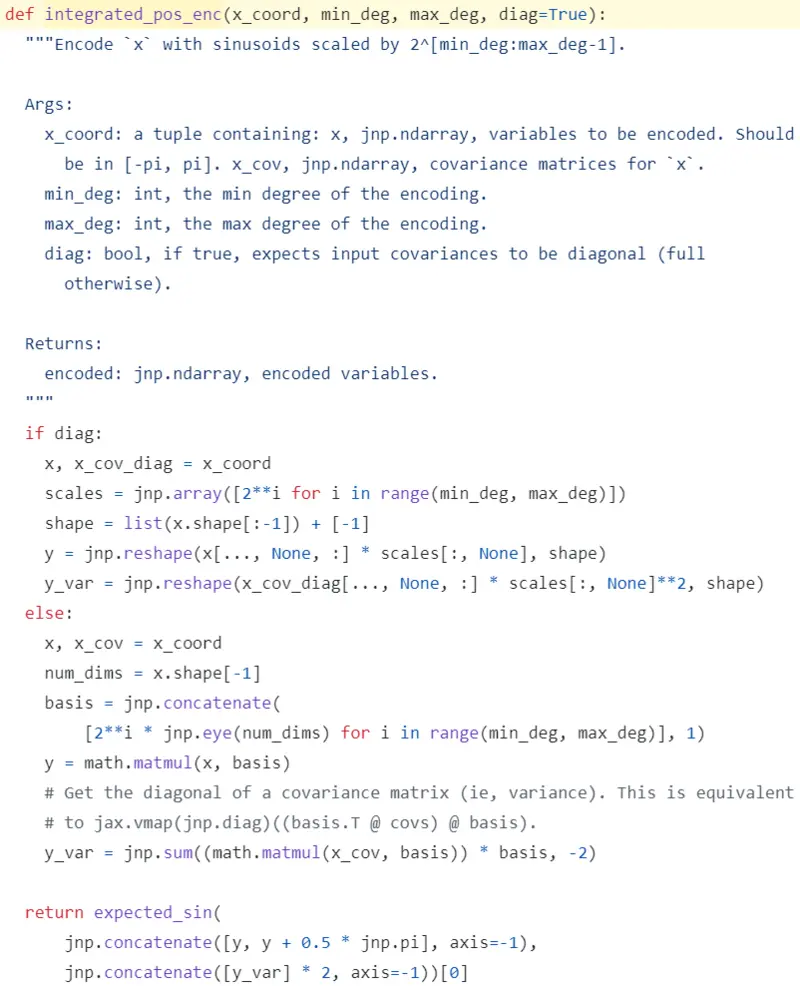 def integrated_pos_enc(x_coord, min_deg, max_deg, diag=True):
  """Encode `x` with sinusoids scaled by 2^[min_deg:max_deg-1].

  Args:
    x_coord: a tuple containing: x, jnp.ndarray, variables to be encoded. Should
      be in [-pi, pi]. x_cov, jnp.ndarray, covariance matrices for `x`.
    min_deg: int, the min degree of the encoding.
    max_deg: int, the max degree of the encoding.
    diag: bool, if true, expects input covariances to be diagonal (full
      otherwise).

  Returns:
    encoded: jnp.ndarray, encoded variables.
  """
  if diag:
    x, x_cov_diag = x_coord
    scales = jnp.array([2**i for i in range(min_deg, max_deg)])
    shape = list(x.shape[:-1]) + [-1]
    y = jnp.reshape(x[..., None, :] * scales[:, None], shape)
    y_var = jnp.reshape(x_cov_diag[..., None, :] * scales[:, None]**2, shape)
  else:
    x, x_cov = x_coord
    num_dims = x.shape[-1]
    basis = jnp.concatenate(
        [2**i * jnp.eye(num_dims) for i in range(min_deg, max_deg)], 1)
    y = math.matmul(x, basis)
    # Get the diagonal of a covariance matrix (ie, variance). This is equivalent
    # to jax.vmap(jnp.diag)((basis.T @ covs) @ basis).
    y_var = jnp.sum((math.matmul(x_cov, basis)) * basis, -2)

  return expected_sin(
      jnp.concatenate([y, y + 0.5 * jnp.pi], axis=-1),
      jnp.concatenate([y_var] * 2, axis=-1))[0]